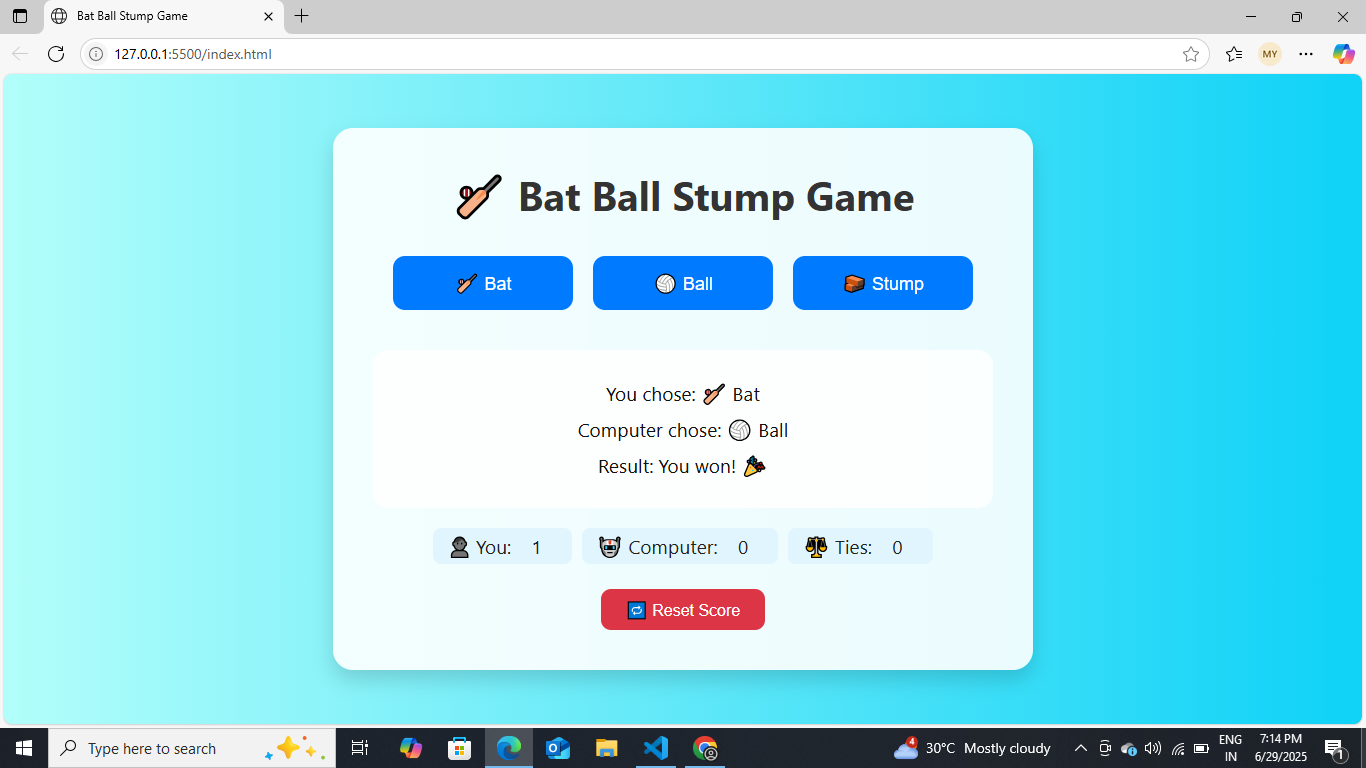 Bat Ball Stump Game
127.0.0.1:5500/index.html
MY
Bat Ball Stump Game
Bat
Ball
Stump
You chose: Bat
Computer chose: Ball
Result: You won!
You: 1
Computer: 0
Ties: 0
Reset Score
Type here to search
4
30°C Mostly cloudy
ENG
IN
7:14 PM
6/29/2025
1